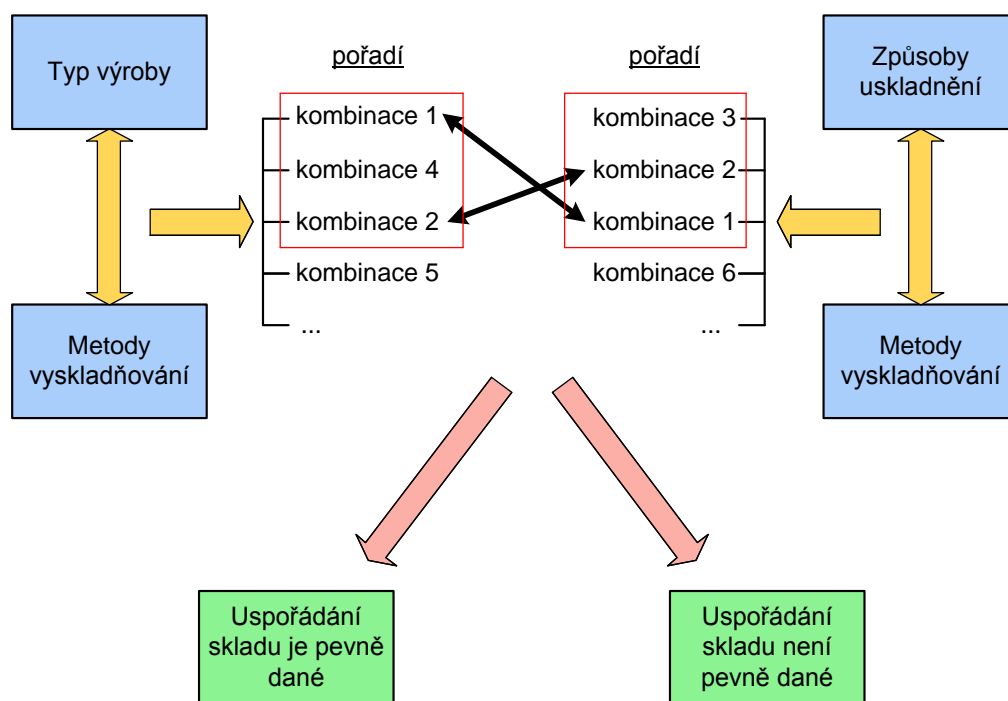 Typ výroby
pořadí
pořadí
Způsoby
uskladnění
kombinace 1
kombinace 4
kombinace 2
kombinace 5
...
kombinace 3
kombinace 2
kombinace 1
kombinace 6
...
Metody
vyskladňování
Metody
vyskladňování
Uspořádání
skladu je pevně
dané
Uspořádání
skladu není
pevně dané